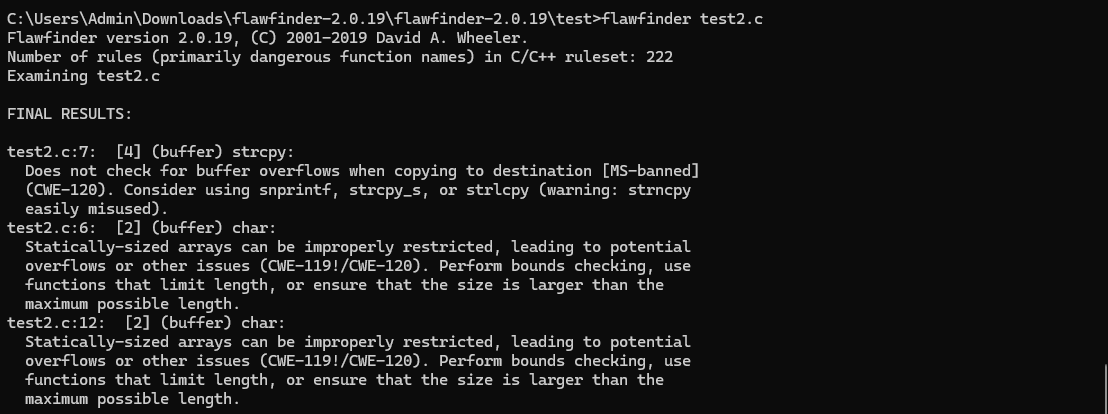 C:\Users\Admin\Downloads\flawfinder-2.0.19\flawfinder-2.0.19\test>flawfinder test2.c
Flawfinder version 2.0.19, (C) 2001-2019 David A. Wheeler.
Number of rules (primarily dangerous function names) in C/C++ ruleset: 222
Examining test2.c

FINAL RESULTS:

test2.c:7:  [4] (buffer) strcpy:
  Does not check for buffer overflows when copying to destination [MS-banned]
  (CWE-120). Consider using snprintf, strcpy_s, or strlcpy (warning: strncpy
  easily misused).
test2.c:6:  [2] (buffer) char:
  Statically-sized arrays can be improperly restricted, leading to potential
  overflows or other issues (CWE-119!/CWE-120). Perform bounds checking, use
  functions that limit length, or ensure that the size is larger than the
  maximum possible length.
test2.c:12:  [2] (buffer) char:
  Statically-sized arrays can be improperly restricted, leading to potential
  overflows or other issues (CWE-119!/CWE-120). Perform bounds checking, use
  functions that limit length, or ensure that the size is larger than the
  maximum possible length.